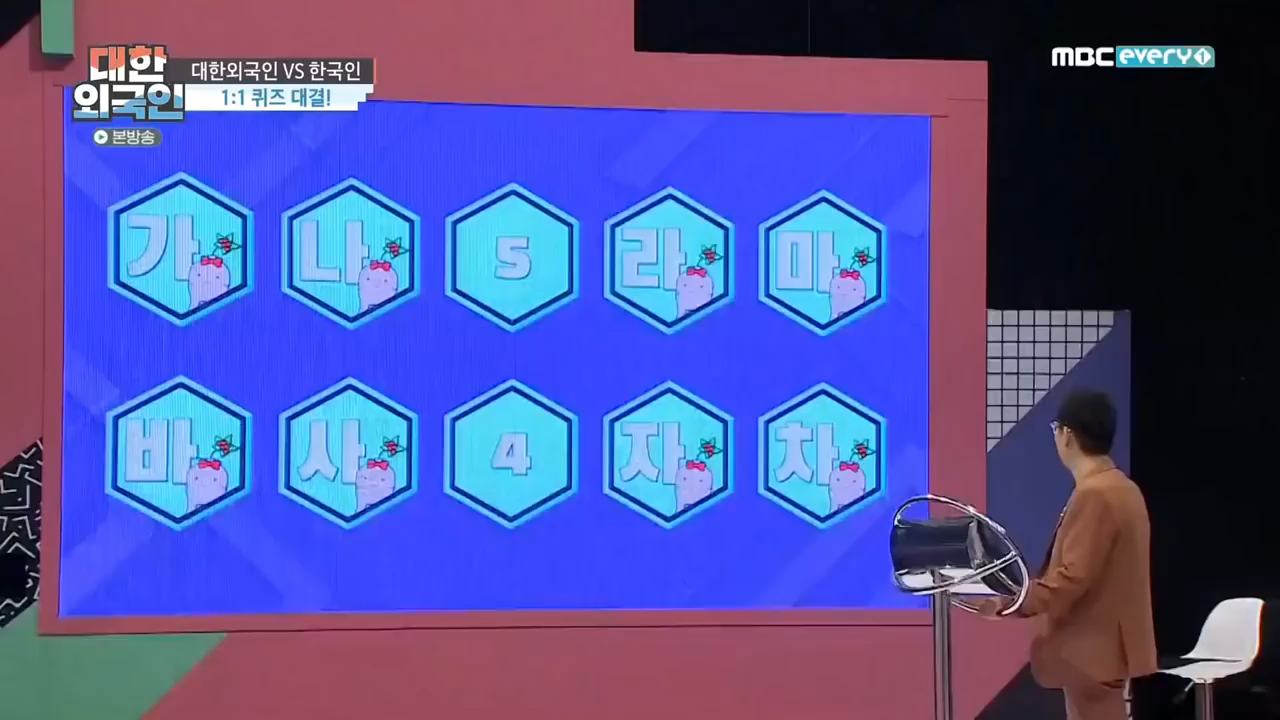 대한
외국인
대한외국인 VS 한국인
1:1 퀴즈 대결!
본방송
MBC every1
가 나 5 라 마
바 사 4 자 차